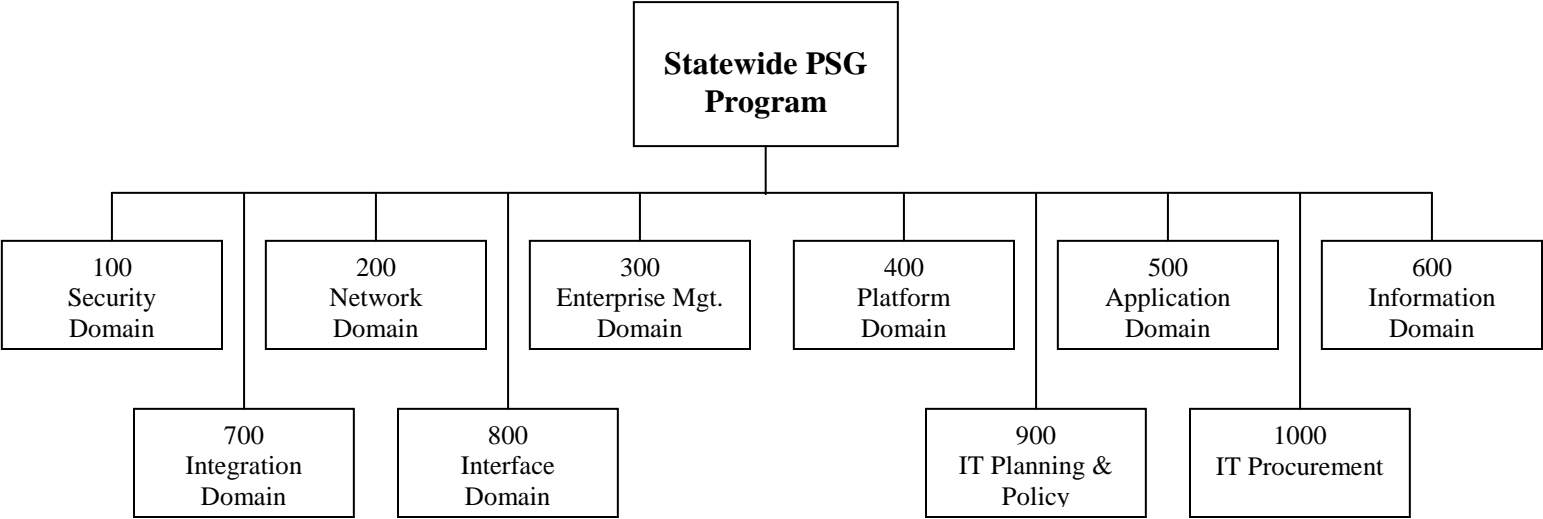 Statewide PSG
Program
100
Security
Domain
200
Network
Domain
300
Enterprise Mgt.
Domain
400
Platform
Domain
500
Application
Domain
600
Information
Domain
700
Integration
Domain
800
Interface
Domain
900
IT Planning &
Policy
1000
IT Procurement